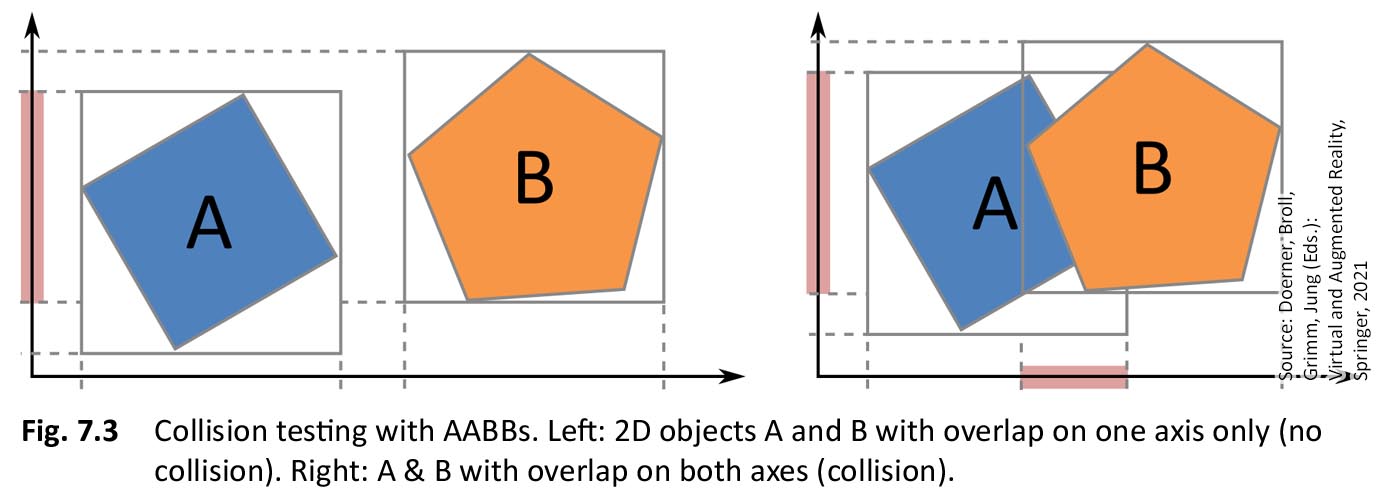 A
B
A
B
Source: Doerner, Broll,
Grimm, Jung (Eds.):
Virtual and Augmented Reality,
Springer, 2021
Fig. 7.3 Collision testing with AABBs. Left: 2D objects A and B with overlap on one axis only (no
collision). Right: A & B with overlap on both axes (collision).